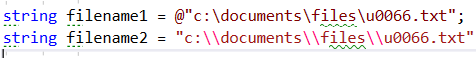 string filename1 = @"c:\documents\files\u0066.txt";
string filename2 = "c:\\documents\\files\\u0066.txt"